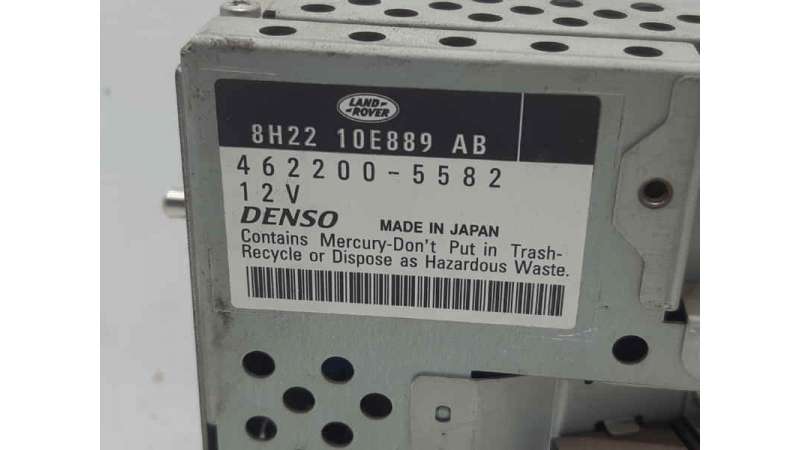 LAND ROVER
8H22 10E889 AB
462200-5582
12V
DENSO MADE IN JAPAN
Contains Mercury-Don't Put in Trash-
Recycle or Dispose as Hazardous Waste.